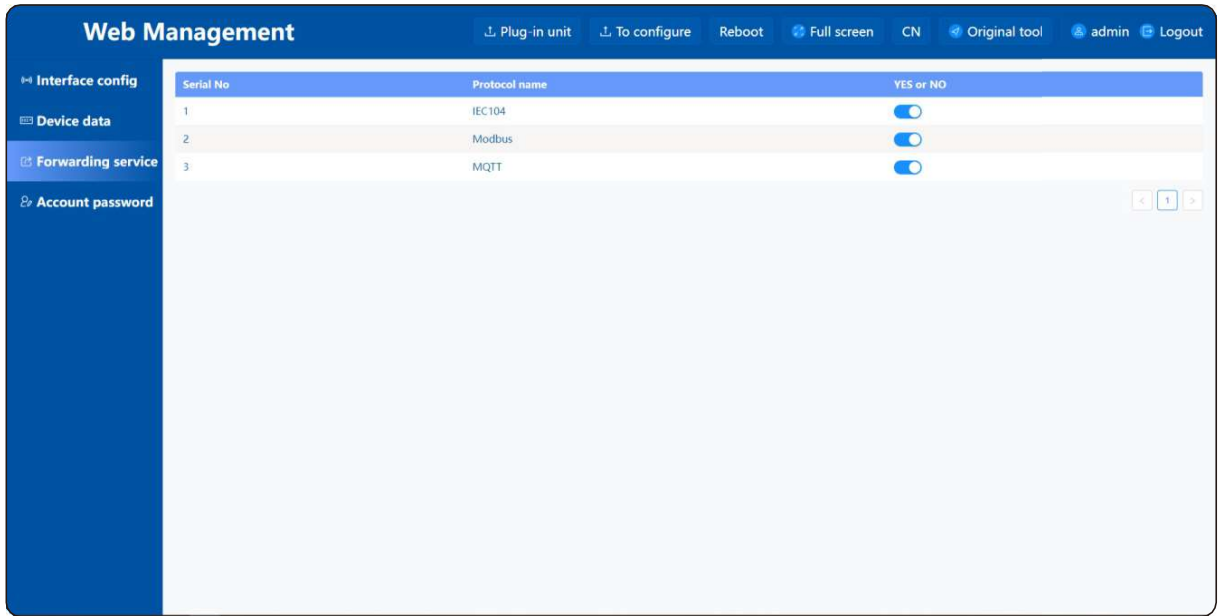 Web Management
Plug-in unit To configure Reboot Full screen CN Original tool admin Logout
Interface config
Device data
Forwarding service
Account password
Serial No Protocol name YES or NO
1 IEC104
2 Modbus
3 MQTT
< 1 >